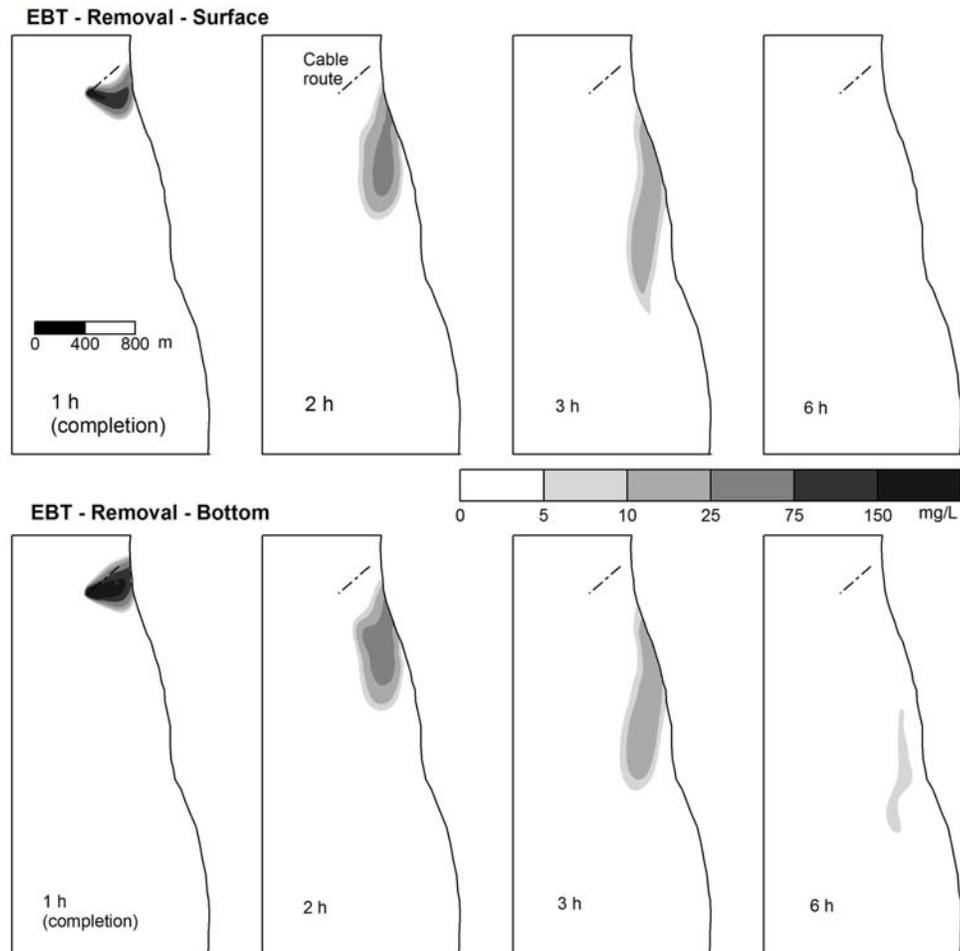 EBT - Removal - Surface
Cable
route
0 400 800 m
1 h
(completion)
2 h
3 h
6 h
0 5 10 25 75 150 mg/L
EBT - Removal - Bottom
1 h
(completion)
2 h
3 h
6 h